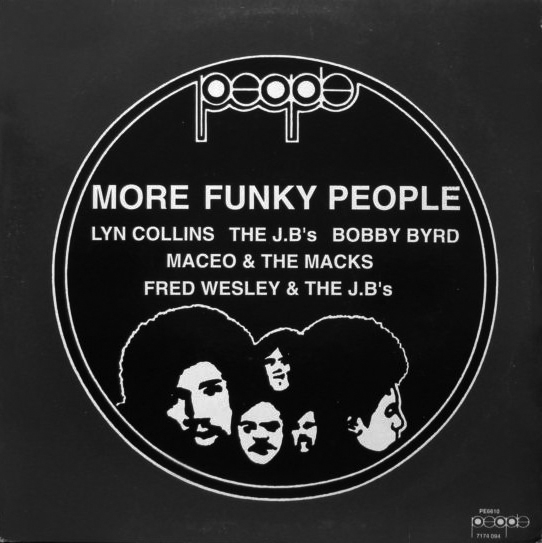 people
MORE FUNKY PEOPLE
LYN COLLINS THE J.B's BOBBY BYRD
MACEO & THE MACKS
FRED WESLEY & THE J.B's
PE6610
people
7174 094